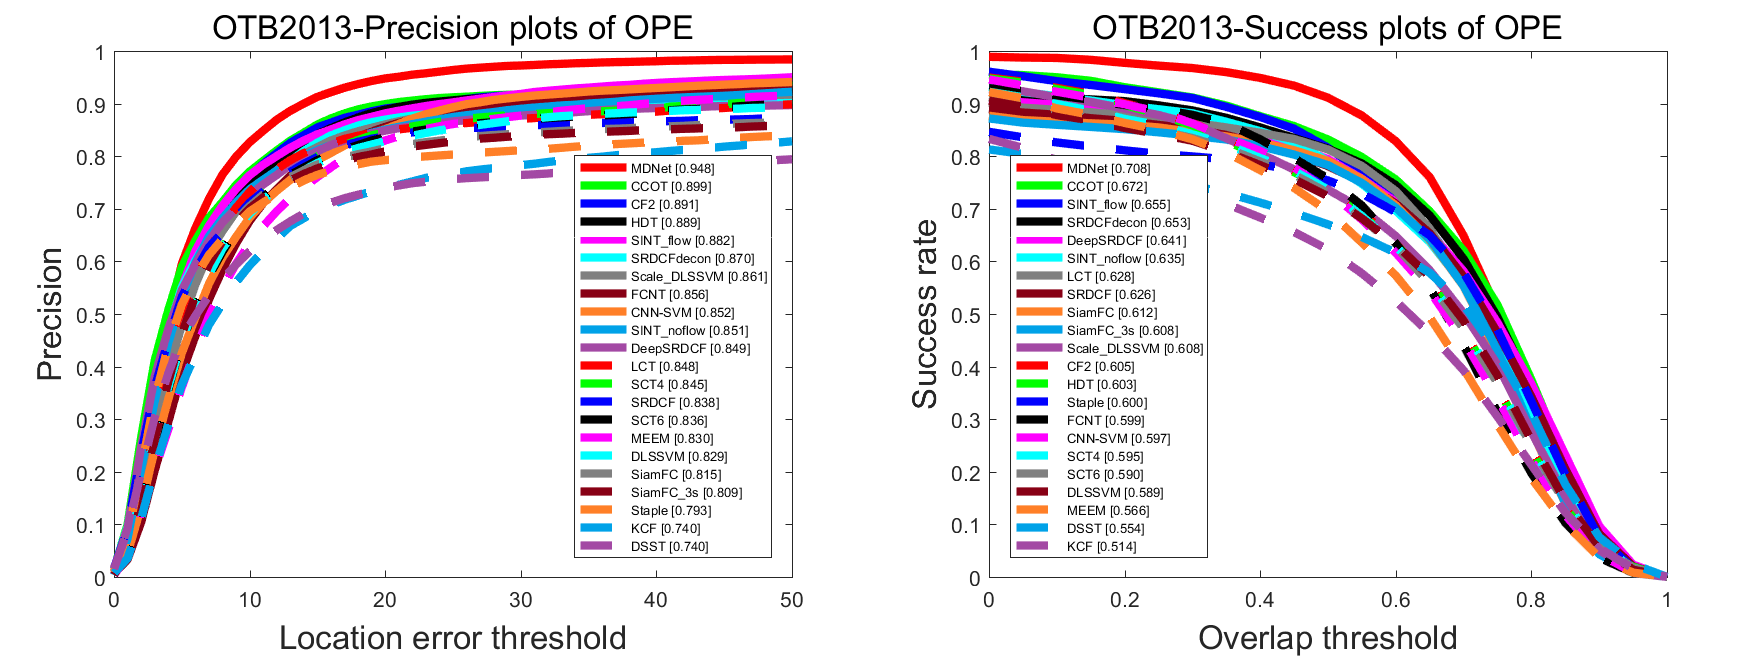 OTB2013-Precision plots of OPE
1
0.9
0.8
0.7
0.6
0.5
0.4
0.3
0.2
0.1
0
Precision
MDNet [0.948]
CCOT [0.899]
CF2 [0.891]
HDT [0.889]
SINT_flow [0.882]
SRDCFdecon [0.870]
Scale_DLSSVM [0.861]
FCNT [0.856]
CNN-SVM [0.852]
SINT_noflow [0.851]
DeepSRDCF [0.849]
LCT [0.848]
SCT4 [0.845]
SRDCF [0.838]
SCT6 [0.836]
MEEM [0.830]
DLSSVM [0.829]
SiamFC [0.815]
SiamFC_3s [0.809]
Staple [0.793]
KCF [0.740]
DSST [0.740]
0 10 20 30 40 50
Location error threshold
OTB2013-Success plots of OPE
1
0.9
0.8
0.7
0.6
0.5
0.4
0.3
0.2
0.1
0
Success rate
MDNet [0.708]
CCOT [0.672]
SINT_flow [0.655]
SRDCFdecon [0.653]
DeepSRDCF [0.641]
SINT_noflow [0.635]
LCT [0.628]
SRDCF [0.626]
SiamFC [0.612]
SiamFC_3s [0.608]
Scale_DLSSVM [0.608]
CF2 [0.605]
HDT [0.603]
Staple [0.600]
FCNT [0.599]
CNN-SVM [0.597]
SCT4 [0.595]
SCT6 [0.590]
DLSSVM [0.589]
MEEM [0.566]
DSST [0.554]
KCF [0.514]
0 0.2 0.4 0.6 0.8 1
Overlap threshold